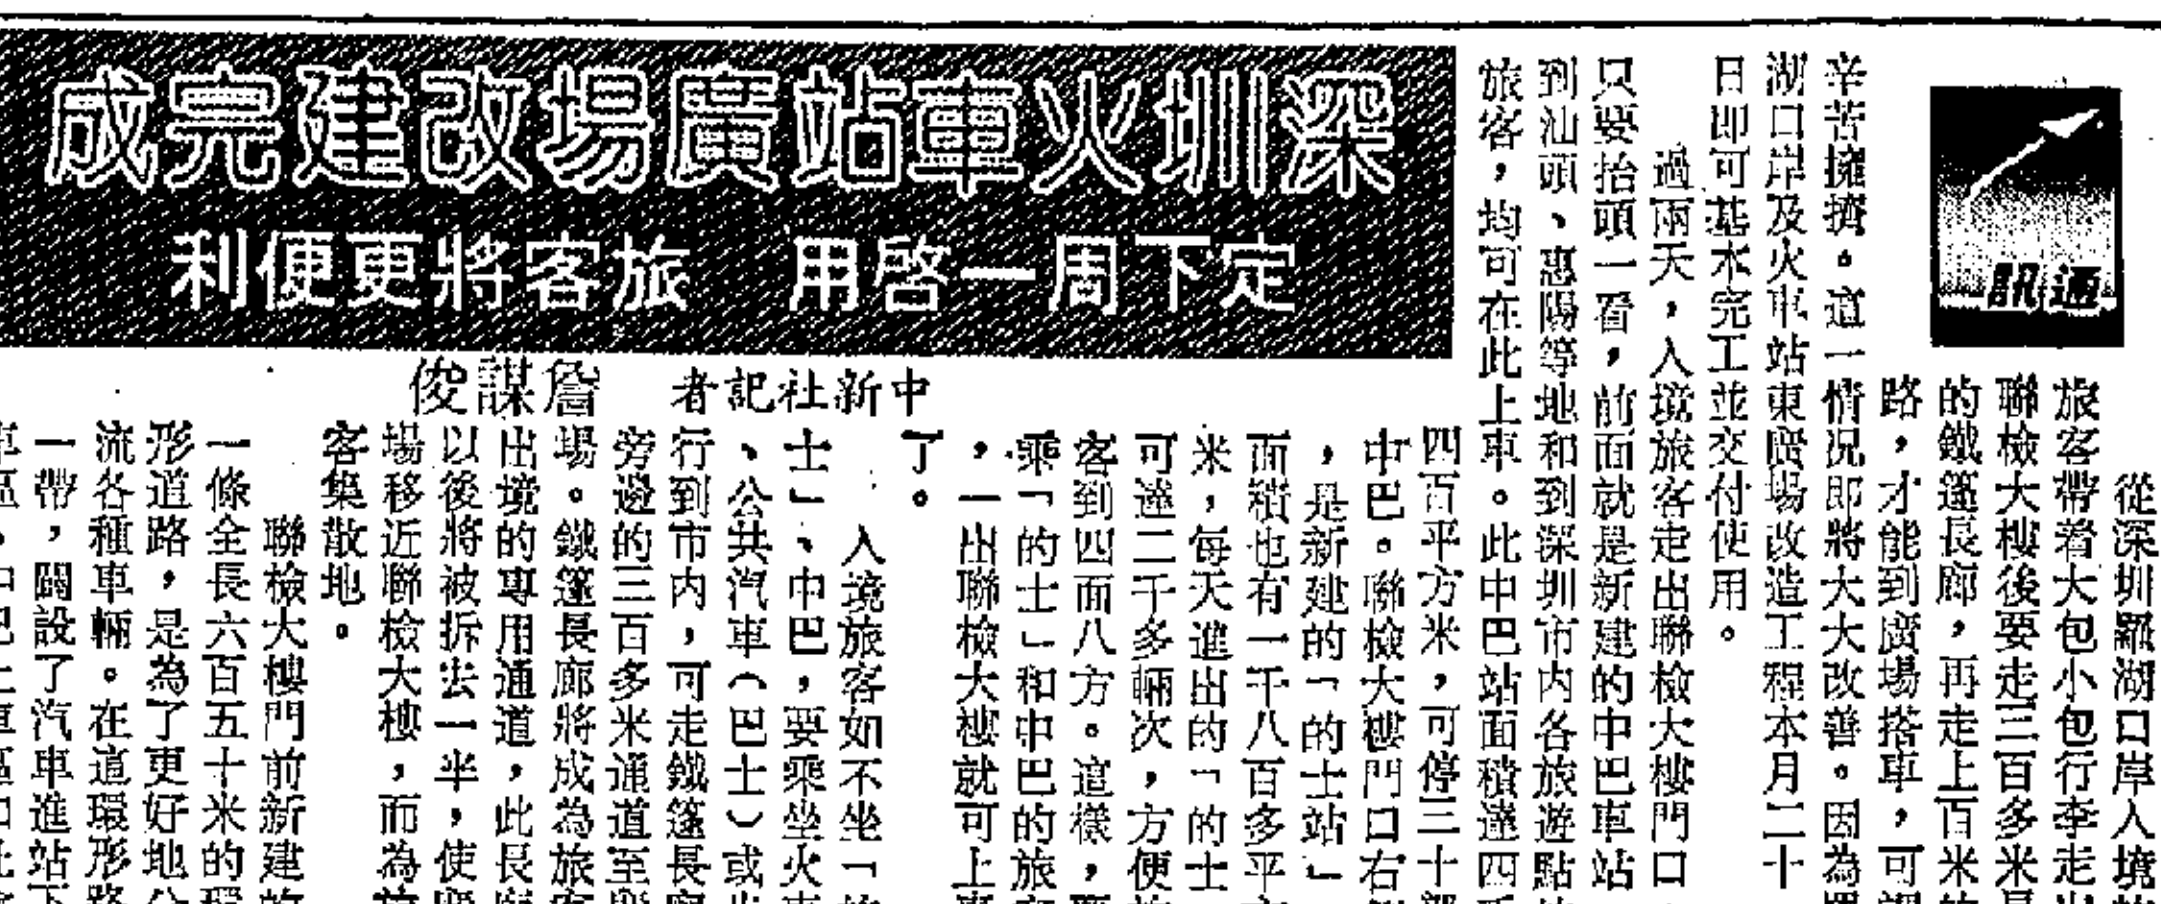 通訊
深圳火車站廣場改建完成
定下周一啓用　旅客將更便利
中新社記者　詹謀俊
從深圳羅湖口岸入境
旅客帶着大包小包行李走出
聯檢大樓後要走三百多米長
的鐵篷長廊，再走上百米的
路，才能到廣場搭車，可謂
辛苦擁擠。這一情況即將大大改善。因為羅
湖口岸及火車站東廣場改造工程本月二十
日即可基本完工並交付使用。
過兩天，入境旅客走出聯檢大樓門口
只要抬頭一看，前面就是新建的中巴車站
到汕頭、惠陽等地和到深圳市内各旅遊點
旅客，均可在此上車。此中巴站面積達四千
四百平方米，可停三十部
中巴。聯檢大樓門口右側
，是新建的「的士站」
面積也有一千八百多平方
米，每天進出的「的士
可達二千多輛次，方便旅
客到四面八方。這樣，要
乘「的士」和中巴的旅客
，一出聯檢大樓就可上車
了。
入境旅客如不坐「的
士」、中巴，要乘坐火車
、公共汽車（巴士）或步
行到市内，可走鐵篷長廊
旁邊的三百多米通道至廣
場。鐵篷長廊將成為旅客
出境的專用通道，此長廊
以後將被拆去一半，使廣
場移近聯檢大樓，而為旅
客集散地。
聯檢大樓門前新建的
一條全長六百五十米的環
形道路，是為了更好地分
流各種車輛。在這環形路
一帶，闢設了汽車進站下
車區、中巴上車區和